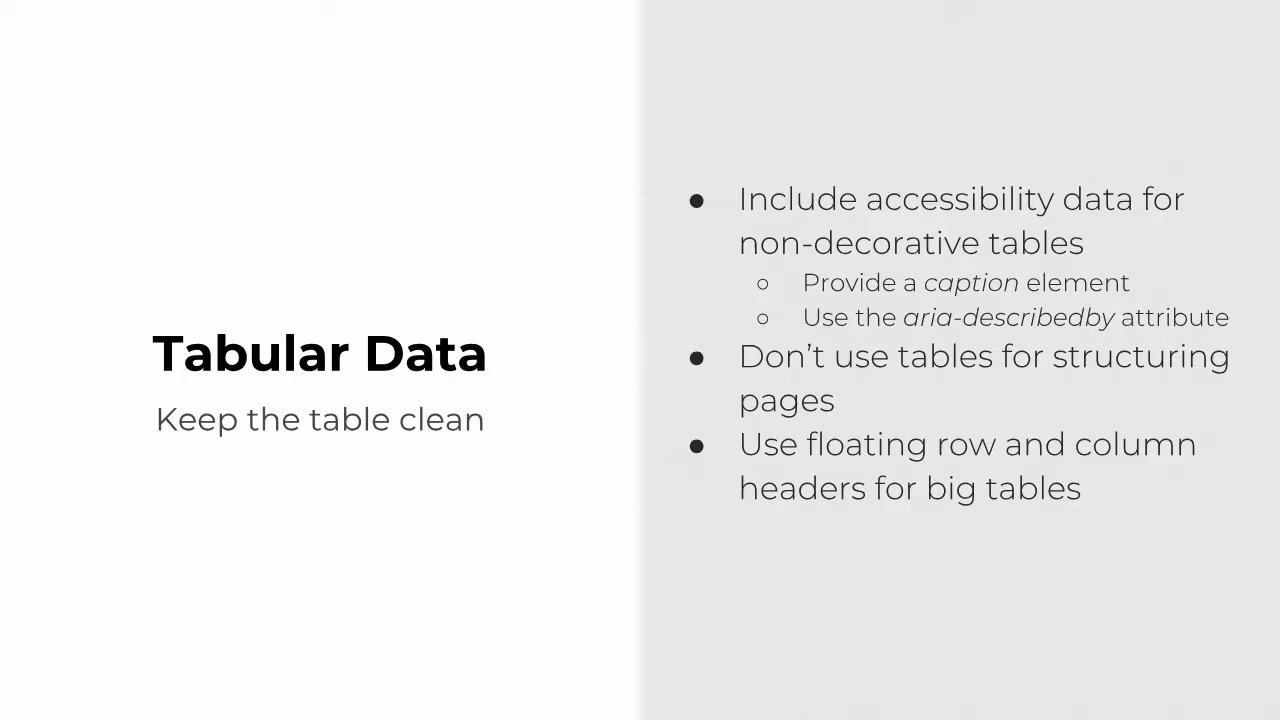 Tabular Data
Keep the table clean
● Include accessibility data for
non-decorative tables
○ Provide a caption element
○ Use the aria-describedby attribute
● Don’t use tables for structuring
pages
● Use floating row and column
headers for big tables